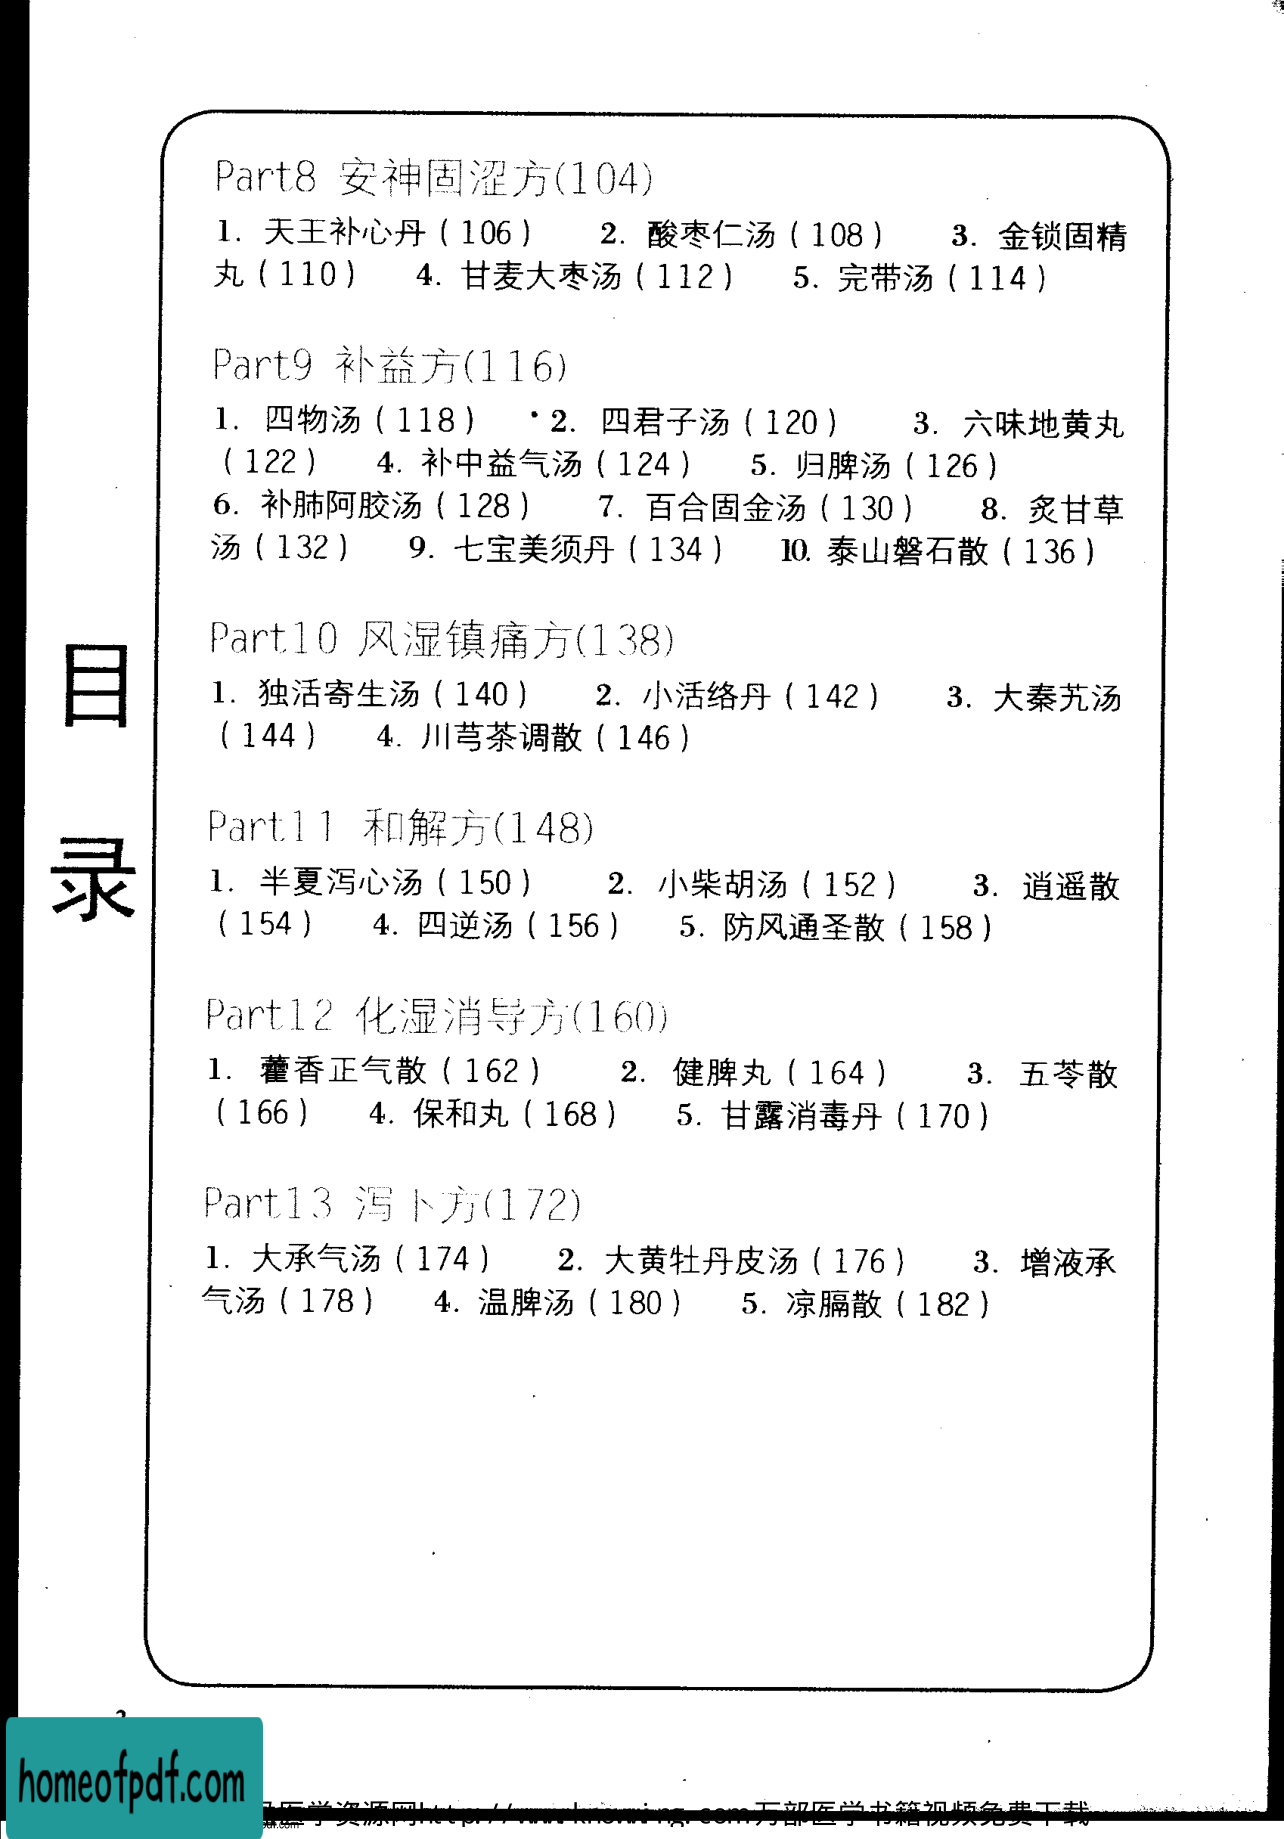 Part8 安神固涩方(104)
1. 天王补心丹(106) 2. 酸枣仁汤(108) 3. 金锁固精
丸(110) 4. 甘麦大枣汤(112) 5. 完带汤(114)
Part9 补益方(116)
1. 四物汤(118) 2. 四君子汤(120) 3. 六味地黄丸
(122) 4. 补中益气汤(124) 5. 归脾汤(126)
6. 补肺阿胶汤(128) 7. 百合固金汤(130) 8. 炙甘草
汤(132) 9. 七宝美须丹(134) 10. 泰山磐石散(136)
Part10 风湿镇痛方(138)
1. 独活寄生汤(140) 2. 小活络丹(142) 3. 大秦艽汤
(144) 4. 川芎茶调散(146)
Part11 和解方(148)
1. 半夏泻心汤(150) 2. 小柴胡汤(152) 3. 逍遥散
(154) 4. 四逆汤(156) 5. 防风通圣散(158)
Part12 化湿消导方(160)
1. 藿香正气散(162) 2. 健脾丸(164) 3. 五苓散
(166) 4. 保和丸(168) 5. 甘露消毒丹(170)
Part13 泻下方(172)
1. 大承气汤(174) 2. 大黄牡丹皮汤(176) 3. 增液承
气汤(178) 4. 温脾汤(180) 5. 凉膈散(182)
目
录
homeofpdf.com
医学资源网http://www.knowing.com万部医学书籍视频免费下载